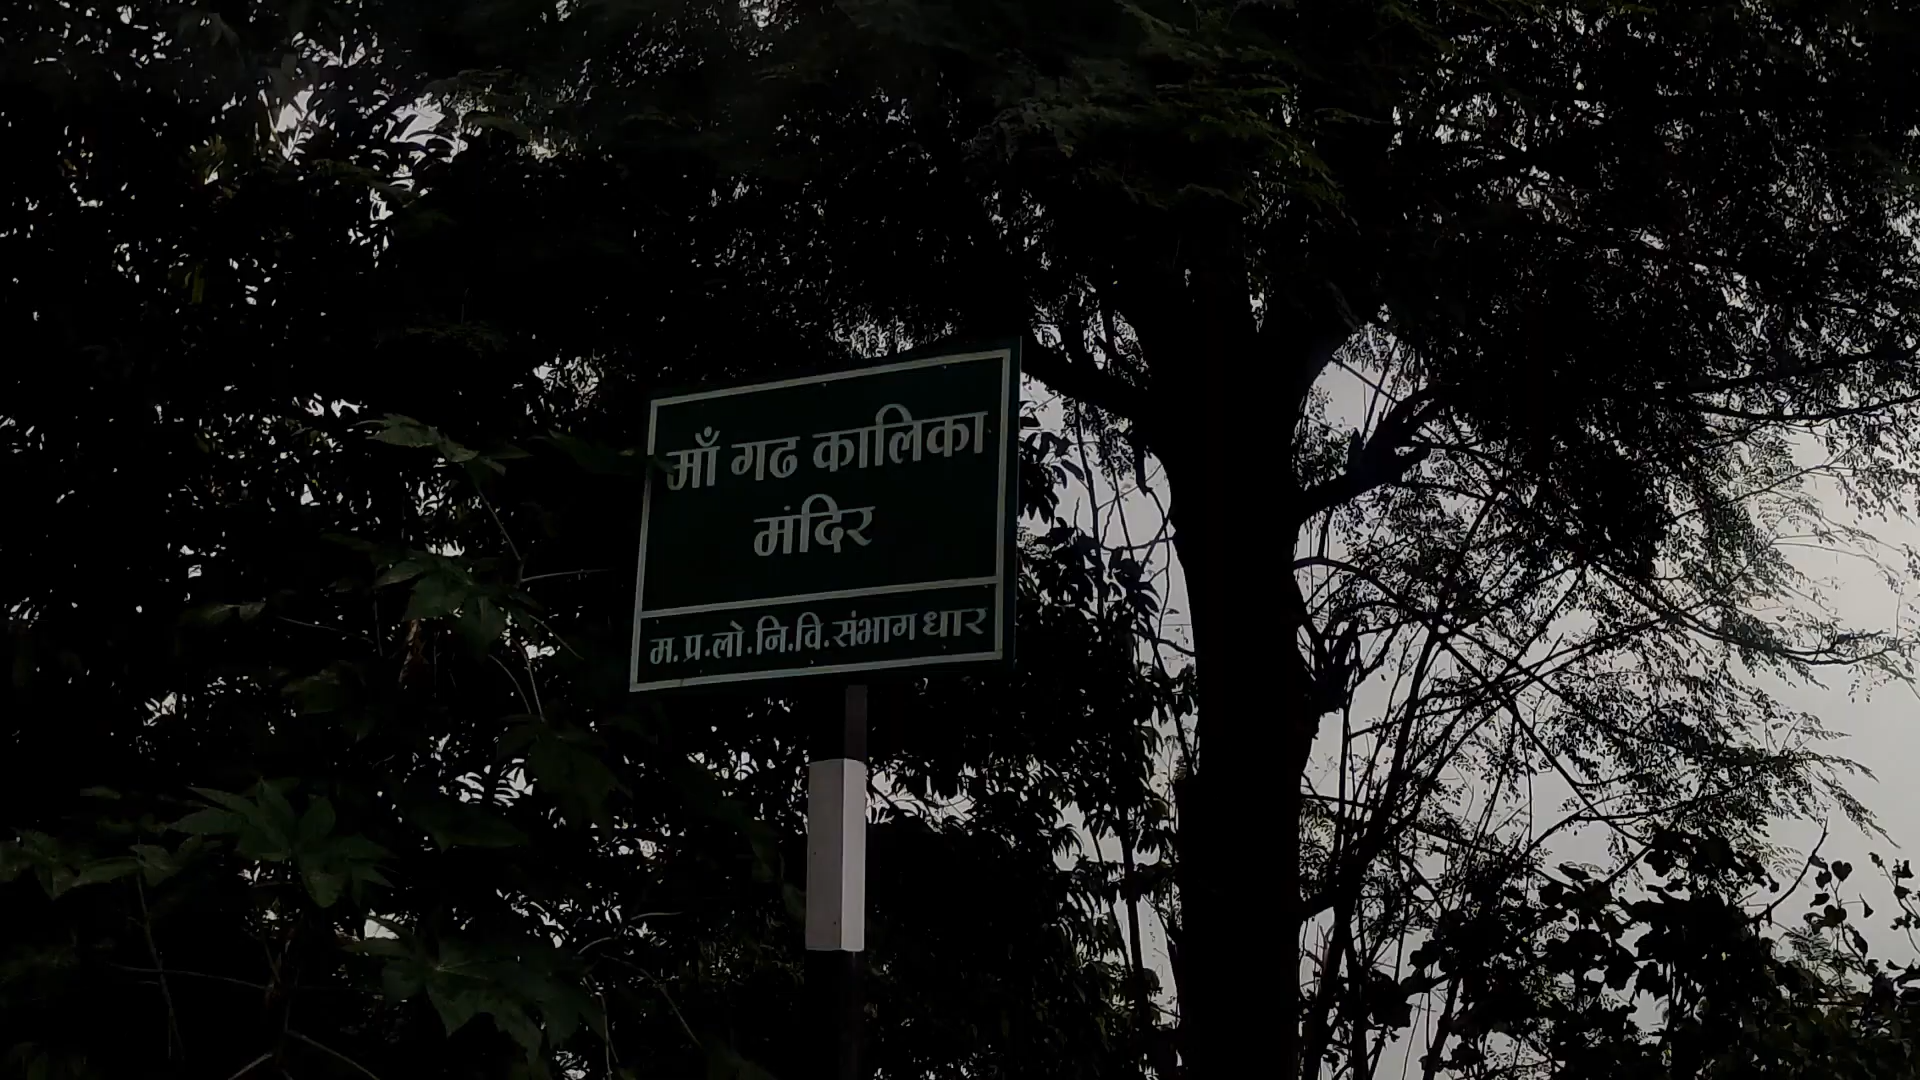 माँ गढ कालिका
मंदिर
म.प्र.लो.नि.वि.संभाग धार